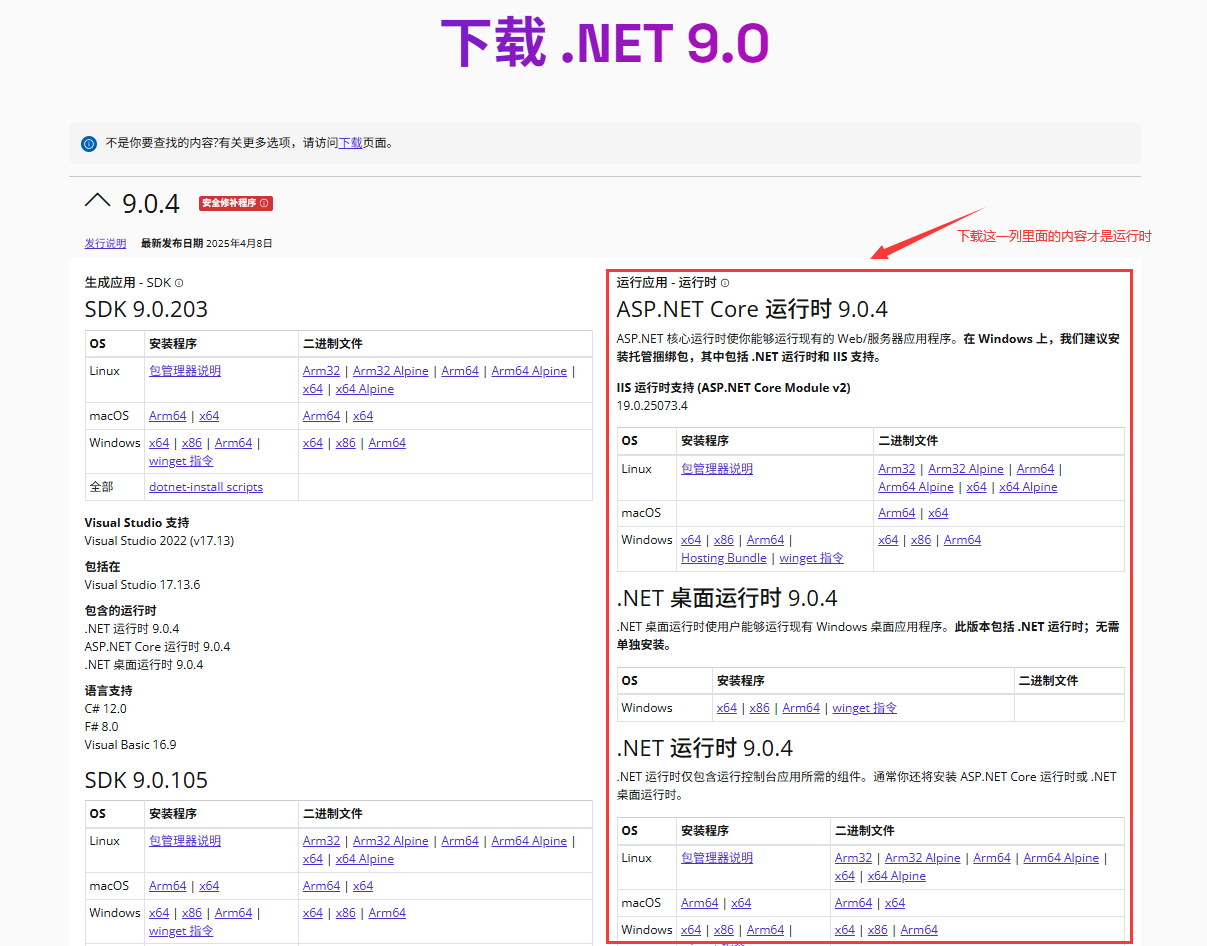 下载 .NET 9.0
不是你要查找的内容?有关更多选项，请访问下载页面。
9.0.4 安全修补程序
发行说明 最新发布日期 2025年4月8日
下载这一列里面的内容才是运行时
生成应用 - SDK
SDK 9.0.203
OS 安装程序 二进制文件
Linux 包管理器说明 Arm32 | Arm32 Alpine | Arm64 | Arm64 Alpine |
x64 | x64 Alpine
macOS Arm64 | x64 Arm64 | x64
Windows x64 | x86 | Arm64 | x64 | x86 | Arm64
winget 指令
全部 dotnet-install scripts
Visual Studio 支持
Visual Studio 2022 (v17.13)
包括在
Visual Studio 17.13.6
包含的运行时
.NET 运行时 9.0.4
ASP.NET Core 运行时 9.0.4
.NET 桌面运行时 9.0.4
语言支持
C# 12.0
F# 8.0
Visual Basic 16.9
SDK 9.0.105
OS 安装程序 二进制文件
Linux 包管理器说明 Arm32 | Arm32 Alpine | Arm64 | Arm64 Alpine |
x64 | x64 Alpine
macOS Arm64 | x64 Arm64 | x64
Windows x64 | x86 | Arm64 | x64 | x86 | Arm64
winget 指令
运行应用 - 运行时
ASP.NET Core 运行时 9.0.4
ASP.NET 核心运行时使你能够运行现有的 Web/服务器应用程序。在 Windows 上，我们建议安
装托管捆绑包，其中包括 .NET 运行时和 IIS 支持。
IIS 运行时支持 (ASP.NET Core Module v2)
19.0.25073.4
OS 安装程序 二进制文件
Linux 包管理器说明 Arm32 | Arm32 Alpine | Arm64 |
Arm64 Alpine | x64 | x64 Alpine
macOS Arm64 | x64
Windows x64 | x86 | Arm64 | x64 | x86 | Arm64
Hosting Bundle | winget 指令
.NET 桌面运行时 9.0.4
.NET 桌面运行时使用户能够运行现有 Windows 桌面应用程序。此版本包括 .NET 运行时；无需
单独安装。
OS 安装程序 二进制文件
Windows x64 | x86 | Arm64 | winget 指令
.NET 运行时 9.0.4
.NET 运行时仅包含运行控制台应用所需的组件。通常你还将安装 ASP.NET Core 运行时或 .NET
桌面运行时。
OS 安装程序 二进制文件
Linux 包管理器说明 Arm32 | Arm32 Alpine | Arm64 | Arm64 Alpine |
x64 | x64 Alpine
macOS Arm64 | x64 Arm64 | x64
Windows x64 | x86 | Arm64 | x64 | x86 | Arm64